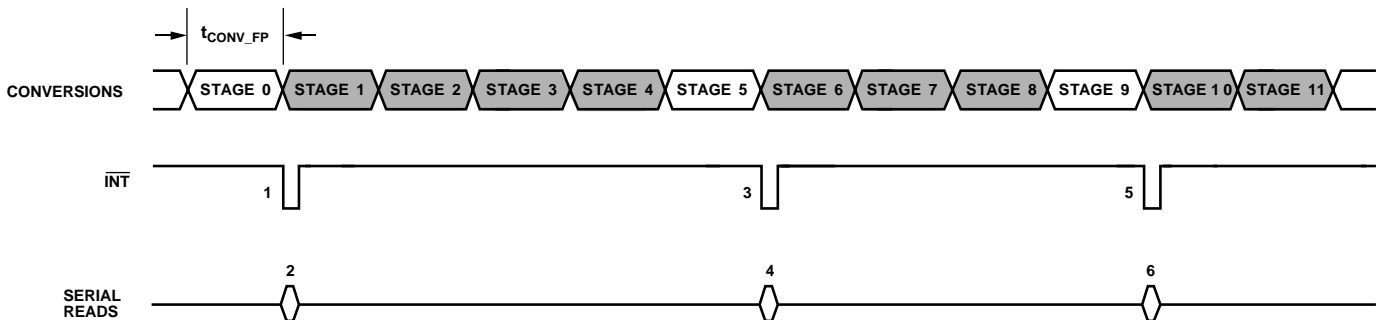 tCONV_FP
CONVERSIONS
STAGE 0 STAGE 1 STAGE 2 STAGE 3 STAGE 4 STAGE 5 STAGE 6 STAGE 7 STAGE 8 STAGE 9 STAGE 10 STAGE 11
INT
1 3 5
2 4 6
SERIAL
READS